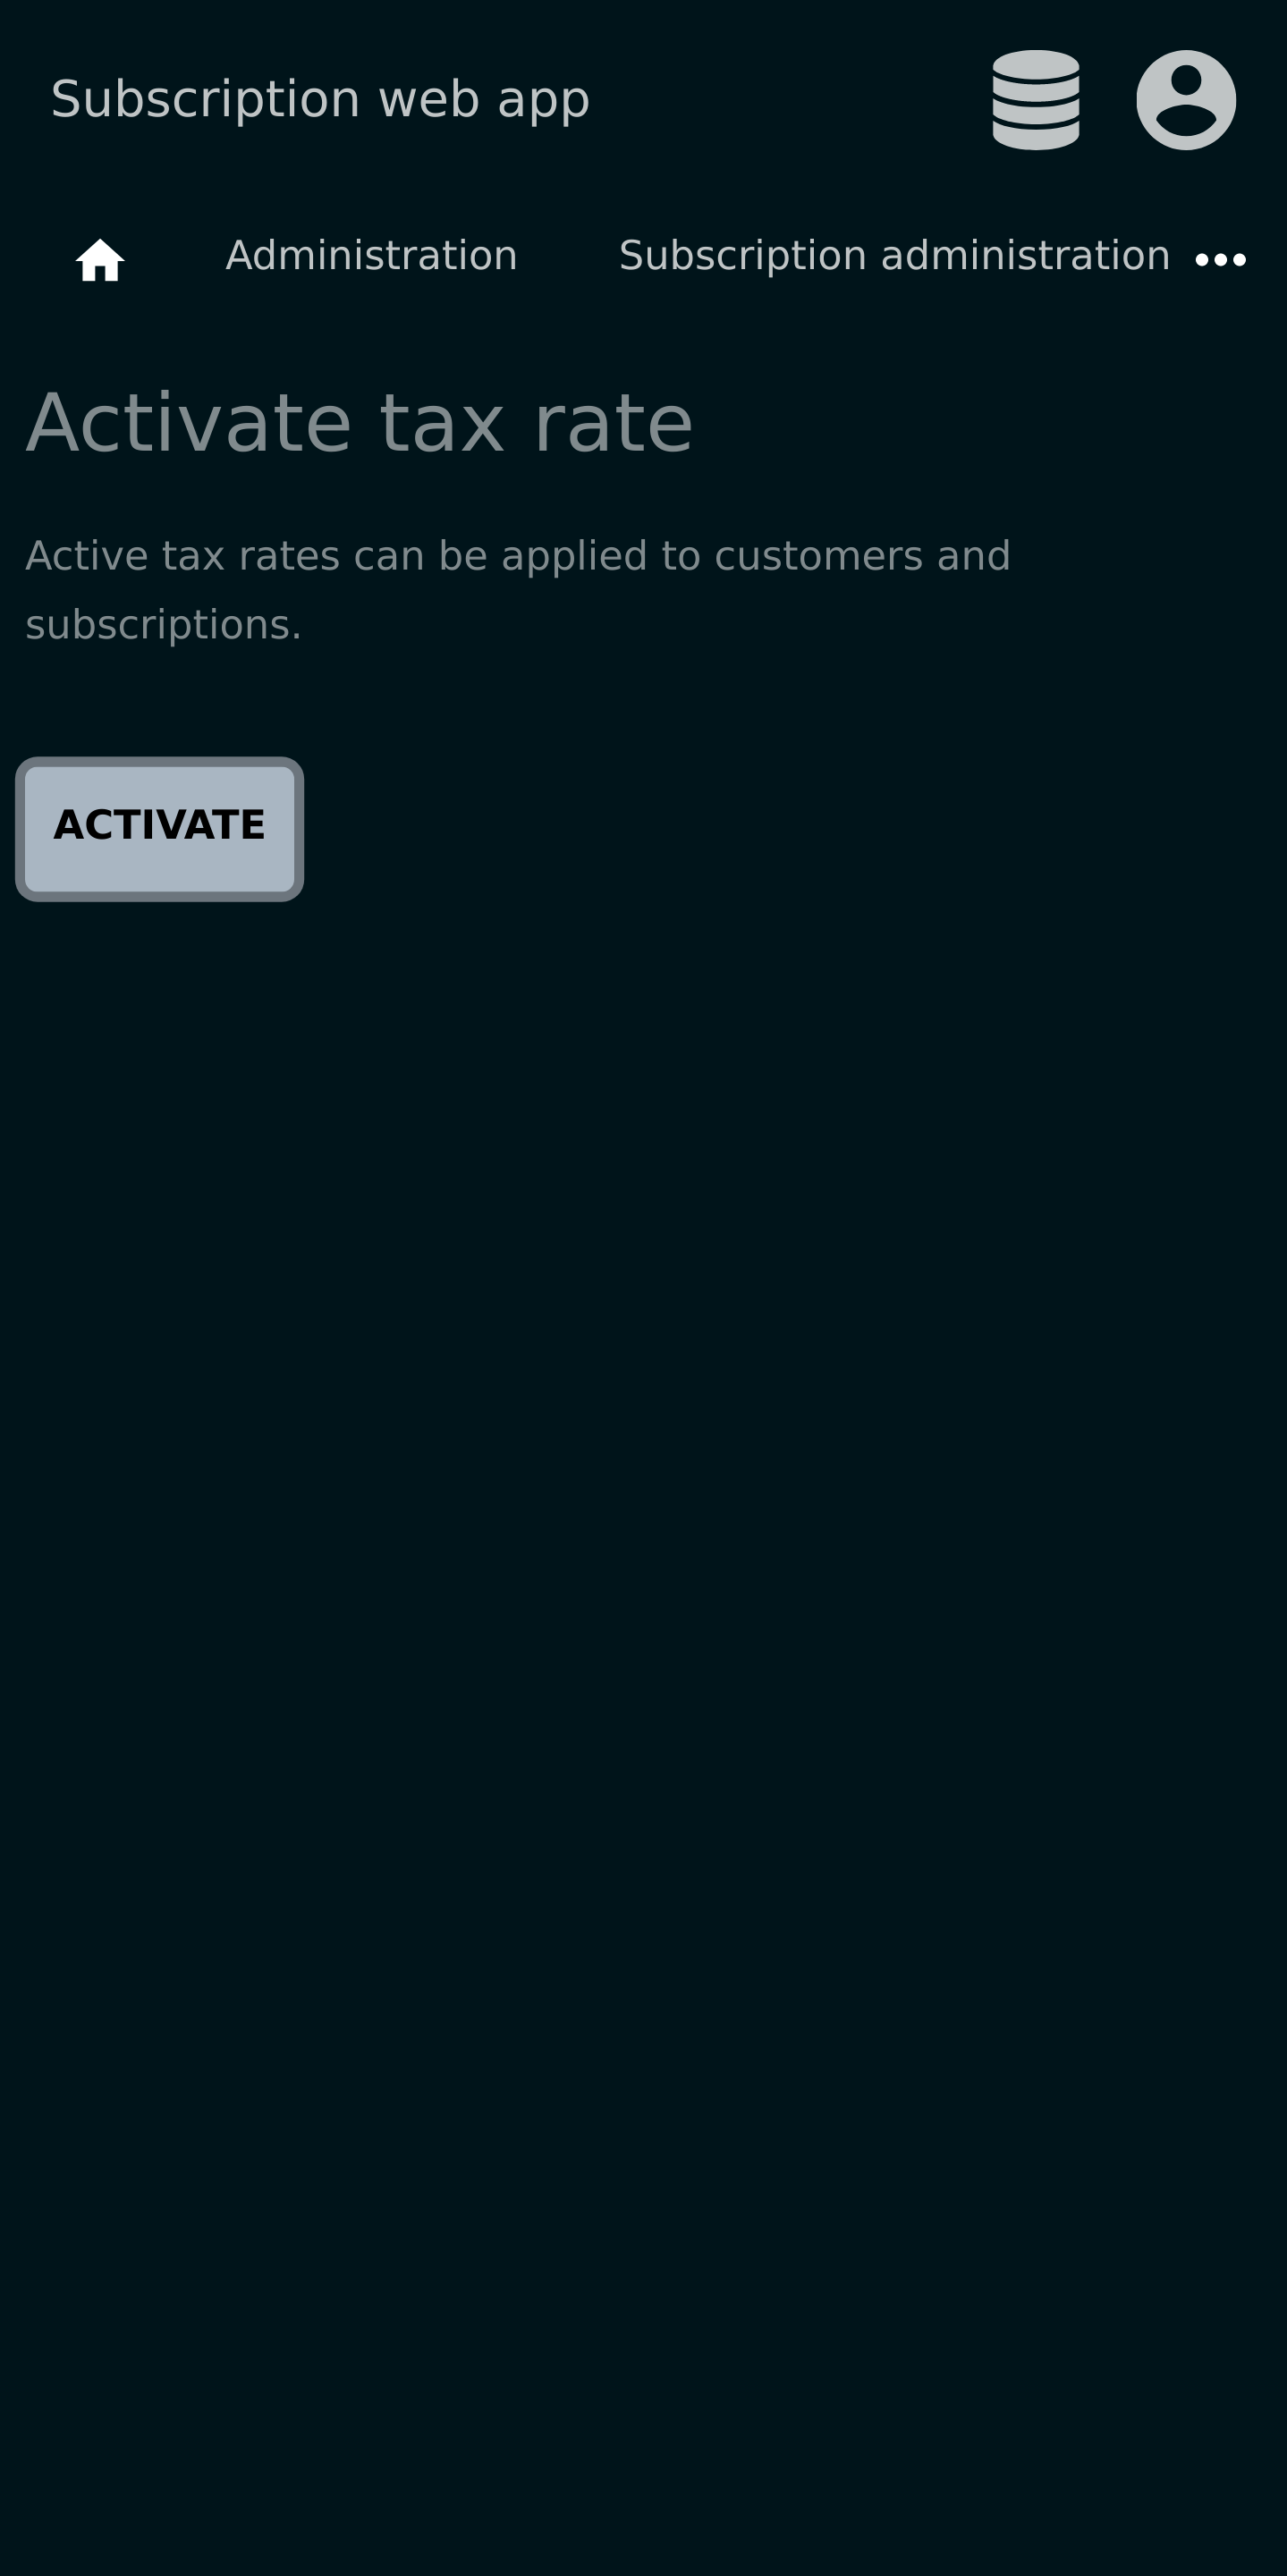 Subscription web app
Administration Subscription administration
Activate tax rate
Active tax rates can be applied to customers and
subscriptions.
ACTIVATE